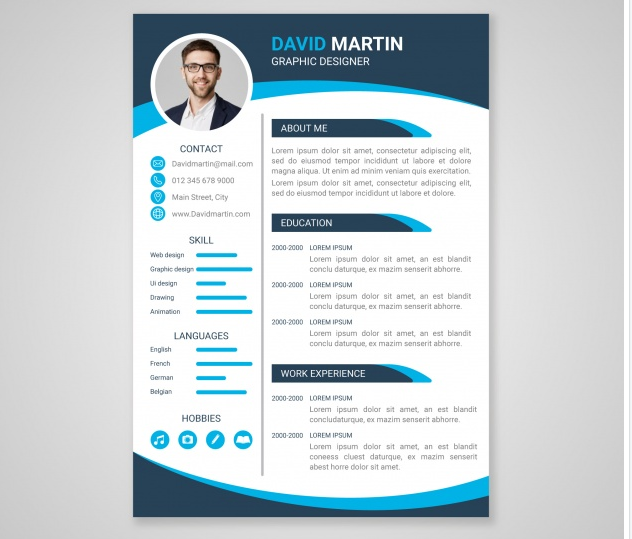 DAVID MARTIN
GRAPHIC DESIGNER
CONTACT
Davidmartin@mail.com
012 345 678 9000
Main Street, City
www.Davidmartin.com
SKILL
Web design
Graphic design
Ui design
Drawing
Animation
LANGUAGES
English
French
German
Belgian
HOBBIES
ABOUT ME
Lorem ipsum dolor sit amet, consectetur adipiscing elit,
sed do eiusmod tempor incididunt ut labore et dolore
magna aliqua. Ut enim ad minim veniam, quis exercitation.
Lorem ipsum dolor sit amet, consectetur adipiscing elit,
sed do eiusmod tempor incididunt ut labore et dolore.
EDUCATION
2000-2000 LOREM IPSUM
Lorem ipsum dolor sit amet, an est dicant
conclu daturque, ex mazim senserit abhorre.
2000-2000 LOREM IPSUM
Lorem ipsum dolor sit amet, an est dicant
conclu daturque, ex mazim senserit abhorre.
2000-2000 LOREM IPSUM
Lorem ipsum dolor sit amet, an est dicant
conclu daturque, ex mazim senserit abhorre.
WORK EXPERIENCE
2000-2000 LOREM IPSUM
Lorem ipsum dolor sit amet, an est blandit
concludaturque, ex mazim senserit abhorre.
2000-2000 LOREM IPSUM
Lorem ipsum dolor sit amet, an est dicant
coneess clu daturque, ex mazim senserit
abest horre dolor sit amet.